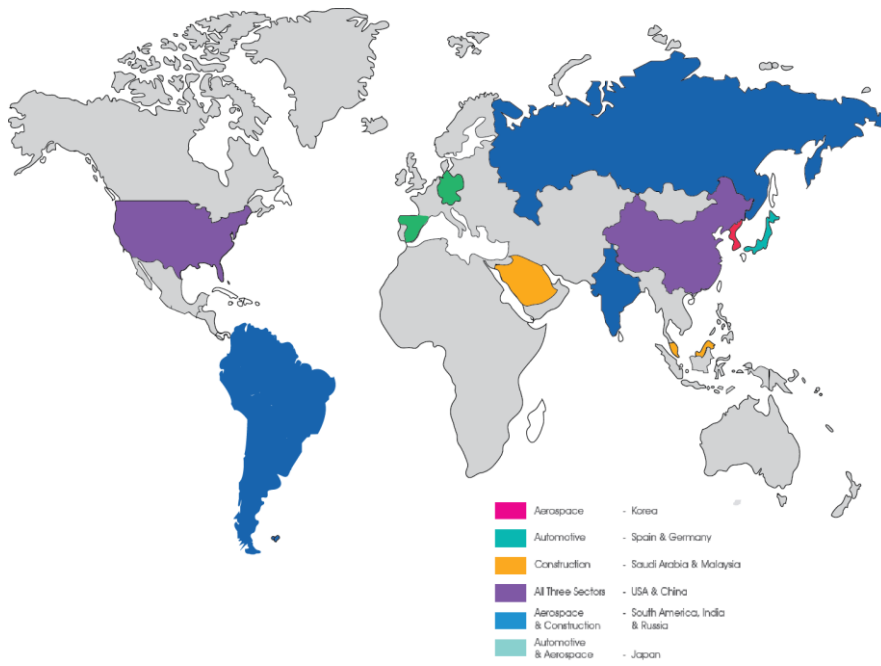 Aerospace - Korea
Automotive - Spain & Germany
Construction - Saudi Arabia & Malaysia
All Three Sectors - USA & China
Aerospace & Construction - South America, India & Russia
Automotive & Aerospace - Japan